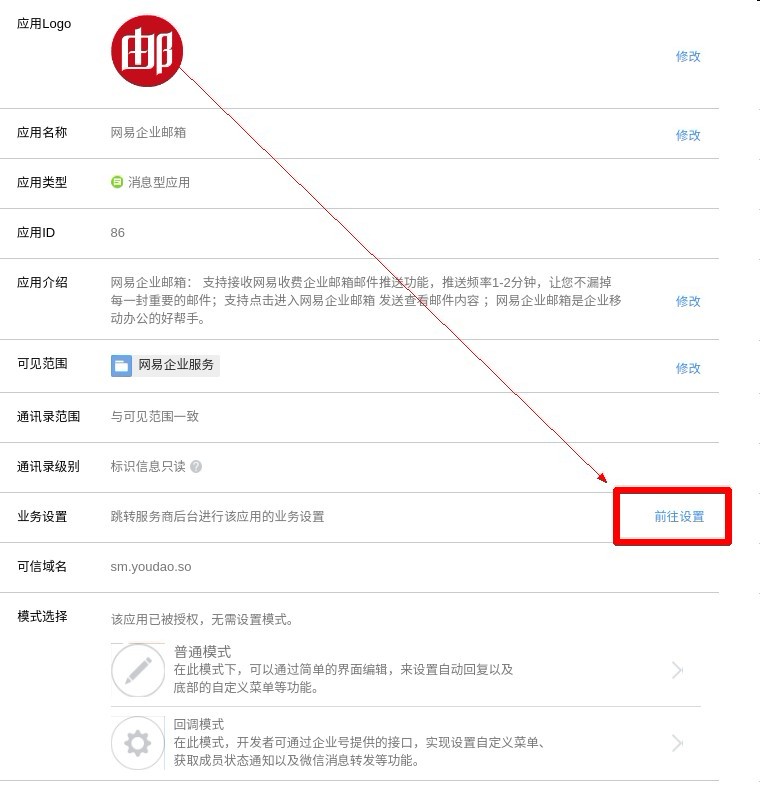 应用Logo
邮
修改
应用名称
网易企业邮箱
修改
应用类型
消息型应用
应用ID
86
应用介绍
网易企业邮箱： 支持接收网易收费企业邮箱邮件推送功能，推送频率1-2分钟，让您不漏掉
每一封重要的邮件；支持点击进入网易企业邮箱 发送查看邮件内容 ；网易企业邮箱是企业移
动办公的好帮手。
修改
可见范围
网易企业服务
修改
通讯录范围
与可见范围一致
通讯录级别
标识信息只读 ?
业务设置
跳转服务商后台进行该应用的业务设置
前往设置
可信域名
sm.youdao.so
模式选择
该应用已被授权，无需设置模式。
普通模式
在此模式下，可以通过简单的界面编辑，来设置自动回复以及
底部的自定义菜单等功能。
回调模式
在此模式，开发者可通过企业号提供的接口，实现设置自定义菜单、
获取成员状态通知以及微信消息转发等功能。